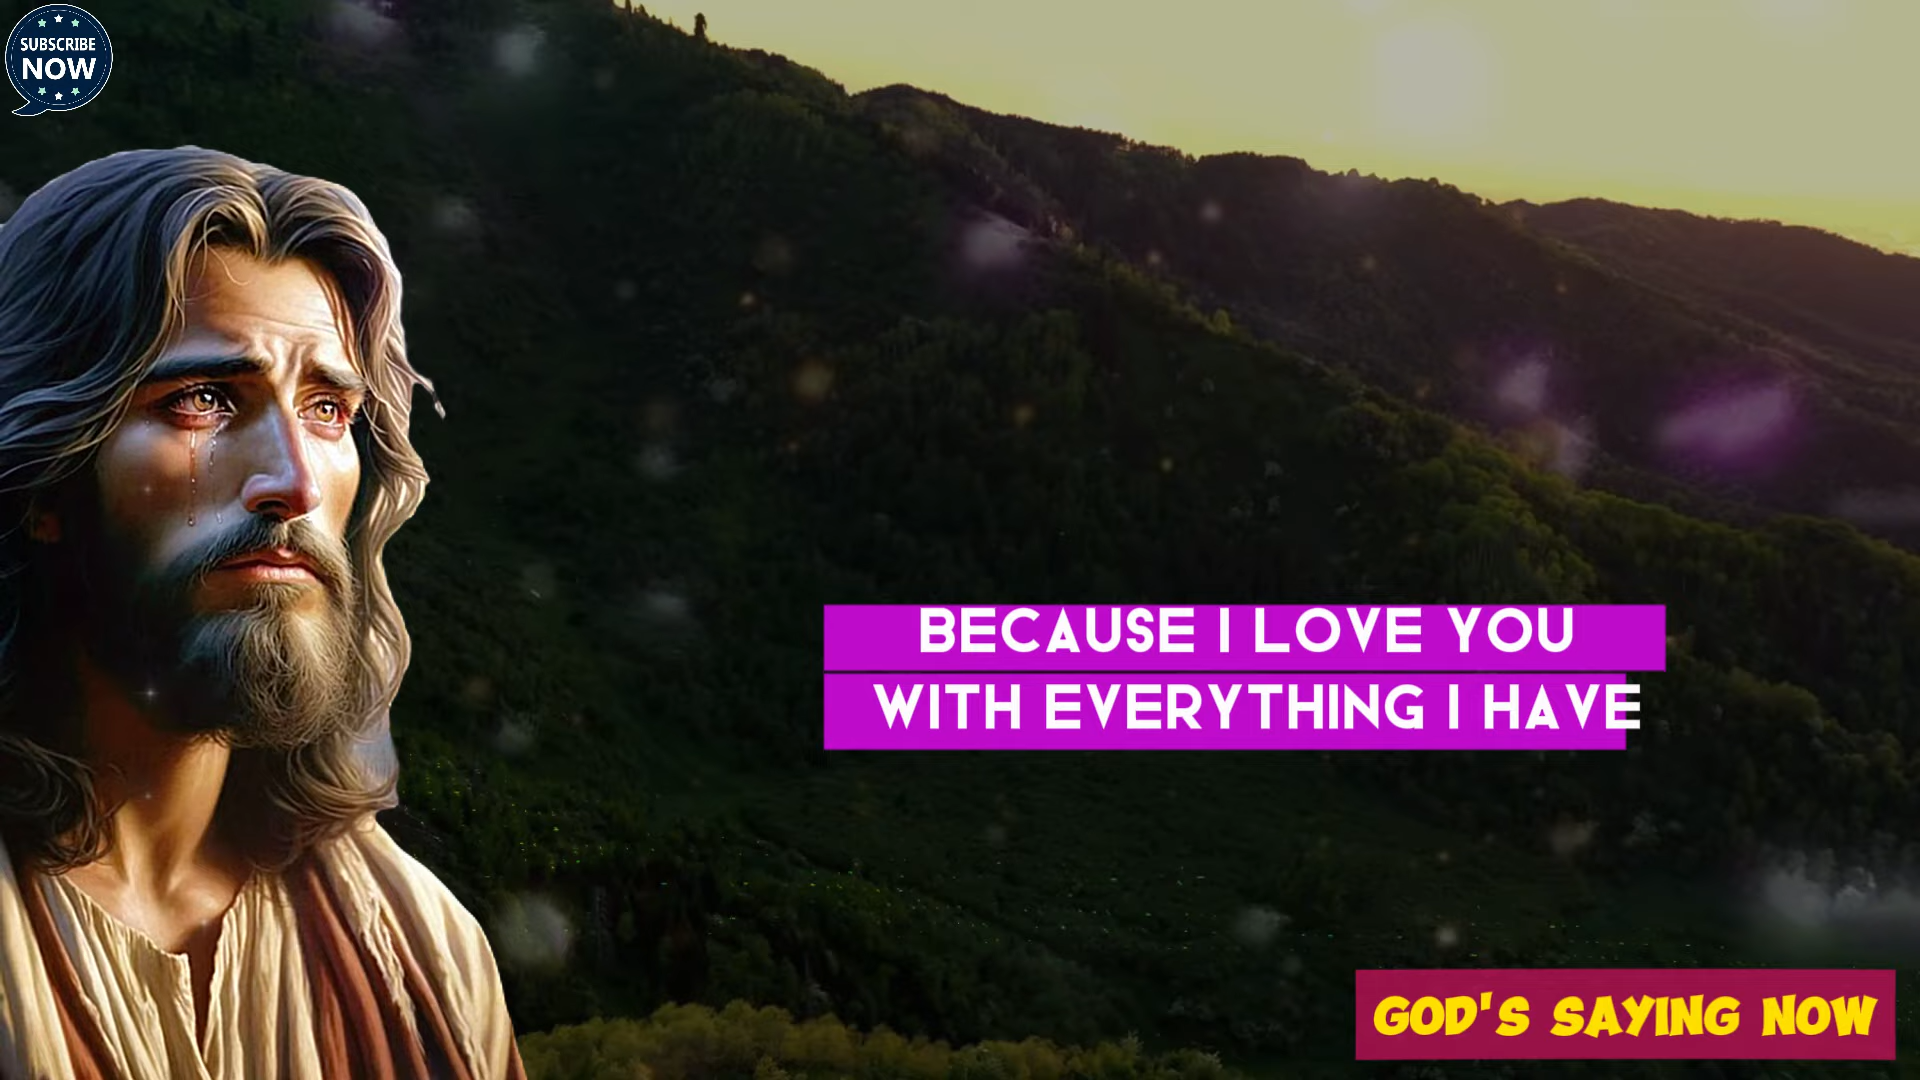 SUBSCRIBE
NOW
BECAUSE I LOVE YOU
WITH EVERYTHING I HAVE
GOD'S SAYING NOW